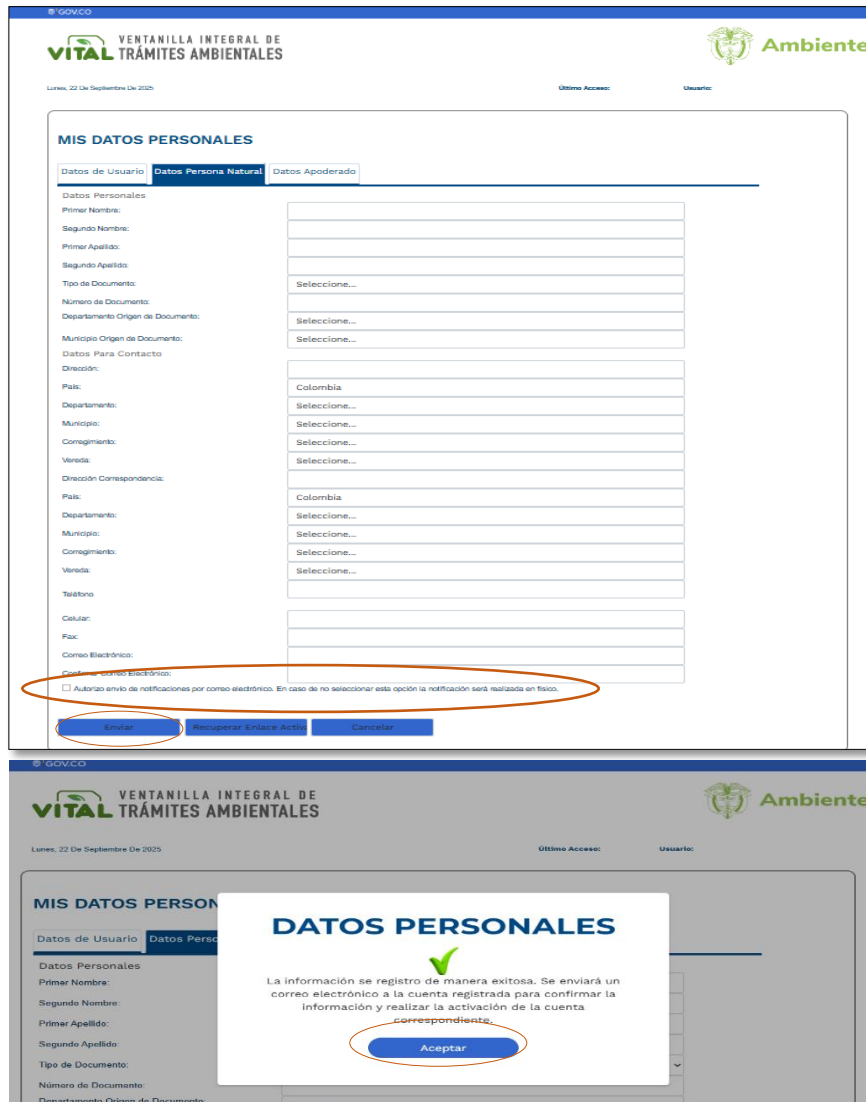 GOV.CO
VENTANILLA INTEGRAL DE
VITAL TRÁMITES AMBIENTALES
Ambiente
Lunes, 22 De Septiembre De 2025
Último Acceso: Usuario:
MIS DATOS PERSONALES
Datos de Usuario Datos Persona Natural Datos Apoderado
Datos Personales
Primer Nombre:
Segundo Nombre:
Primer Apellido:
Segundo Apellido:
Tipo de Documento: Seleccione...
Número de Documento:
Departamento Origen de Documento: Seleccione...
Municipio Origen de Documento: Seleccione...
Datos Para Contacto
Dirección:
País: Colombia
Departamento: Seleccione...
Municipio: Seleccione...
Corregimiento: Seleccione...
Vereda: Seleccione...
Dirección Correspondencia:
País: Colombia
Departamento: Seleccione...
Municipio: Seleccione...
Corregimiento: Seleccione...
Vereda: Seleccione...
Teléfono
Celular:
Fax:
Correo Electrónico:
Confirmar Correo Electrónico:
Autorizo envío de notificaciones por correo electrónico. En caso de no seleccionar esta opción la notificación será realizada en físico.
Enviar Recuperar Enlace Activ Cancelar
GOV.CO
VENTANILLA INTEGRAL DE
VITAL TRÁMITES AMBIENTALES
Ambiente
Lunes, 22 De Septiembre De 2025
Último Acceso: Usuario:
MIS DATOS PERSON
Datos de Usuario Datos Perso
Datos Personales
Primer Nombre:
Segundo Nombre:
Primer Apellido:
Segundo Apellido:
Tipo de Documento:
Número de Documento:
Departamento Origen de Documento:
DATOS PERSONALES
La información se registro de manera exitosa. Se enviará un
correo electrónico a la cuenta registrada para confirmar la
información y realizar la activación de la cuenta
correspondiente.
Aceptar